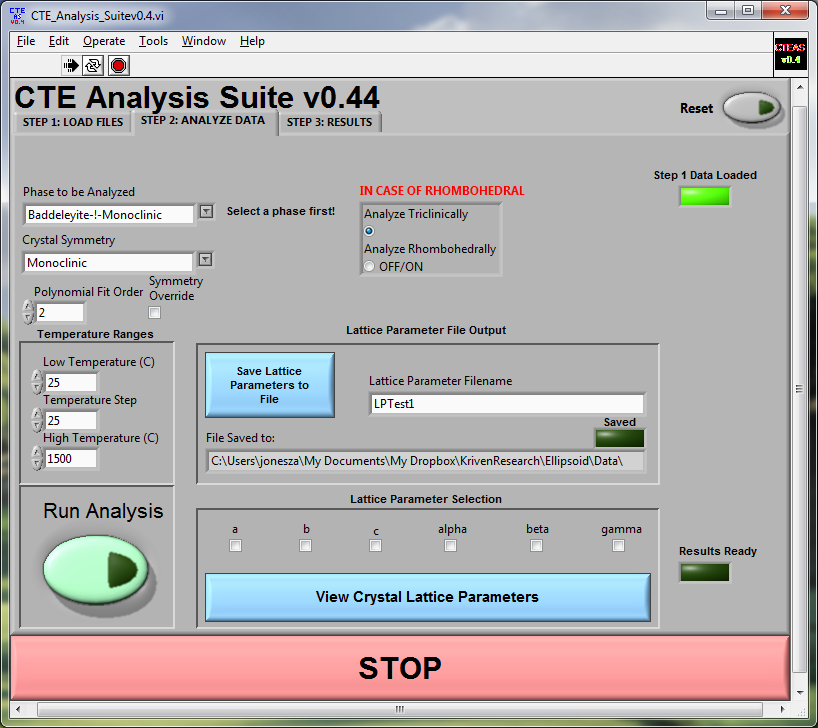 CTE
AS
V0.4
CTE_Analysis_Suitev0.4.vi
File Edit Operate Tools Window Help
CTEAS
v0.4
CTE Analysis Suite v0.44
Reset
STEP 1: LOAD FILES STEP 2: ANALYZE DATA STEP 3: RESULTS
Step 1 Data Loaded
Phase to be Analyzed
Baddeleyite-!-Monoclinic
Select a phase first!
IN CASE OF RHOMBOHEDRAL
Analyze Triclinically
Analyze Rhombohedrally
OFF/ON
Crystal Symmetry
Monoclinic
Polynomial Fit Order
2
Symmetry
Override
Temperature Ranges
Low Temperature (C)
25
Temperature Step
25
High Temperature (C)
1500
Lattice Parameter File Output
Save Lattice
Parameters to
File
Lattice Parameter Filename
LPTest1
Saved
File Saved to:
C:\Users\jonesza\My Documents\My Dropbox\KrivenResearch\Ellipsoid\Data\
Run Analysis
Lattice Parameter Selection
a b c alpha beta gamma
View Crystal Lattice Parameters
Results Ready
STOP